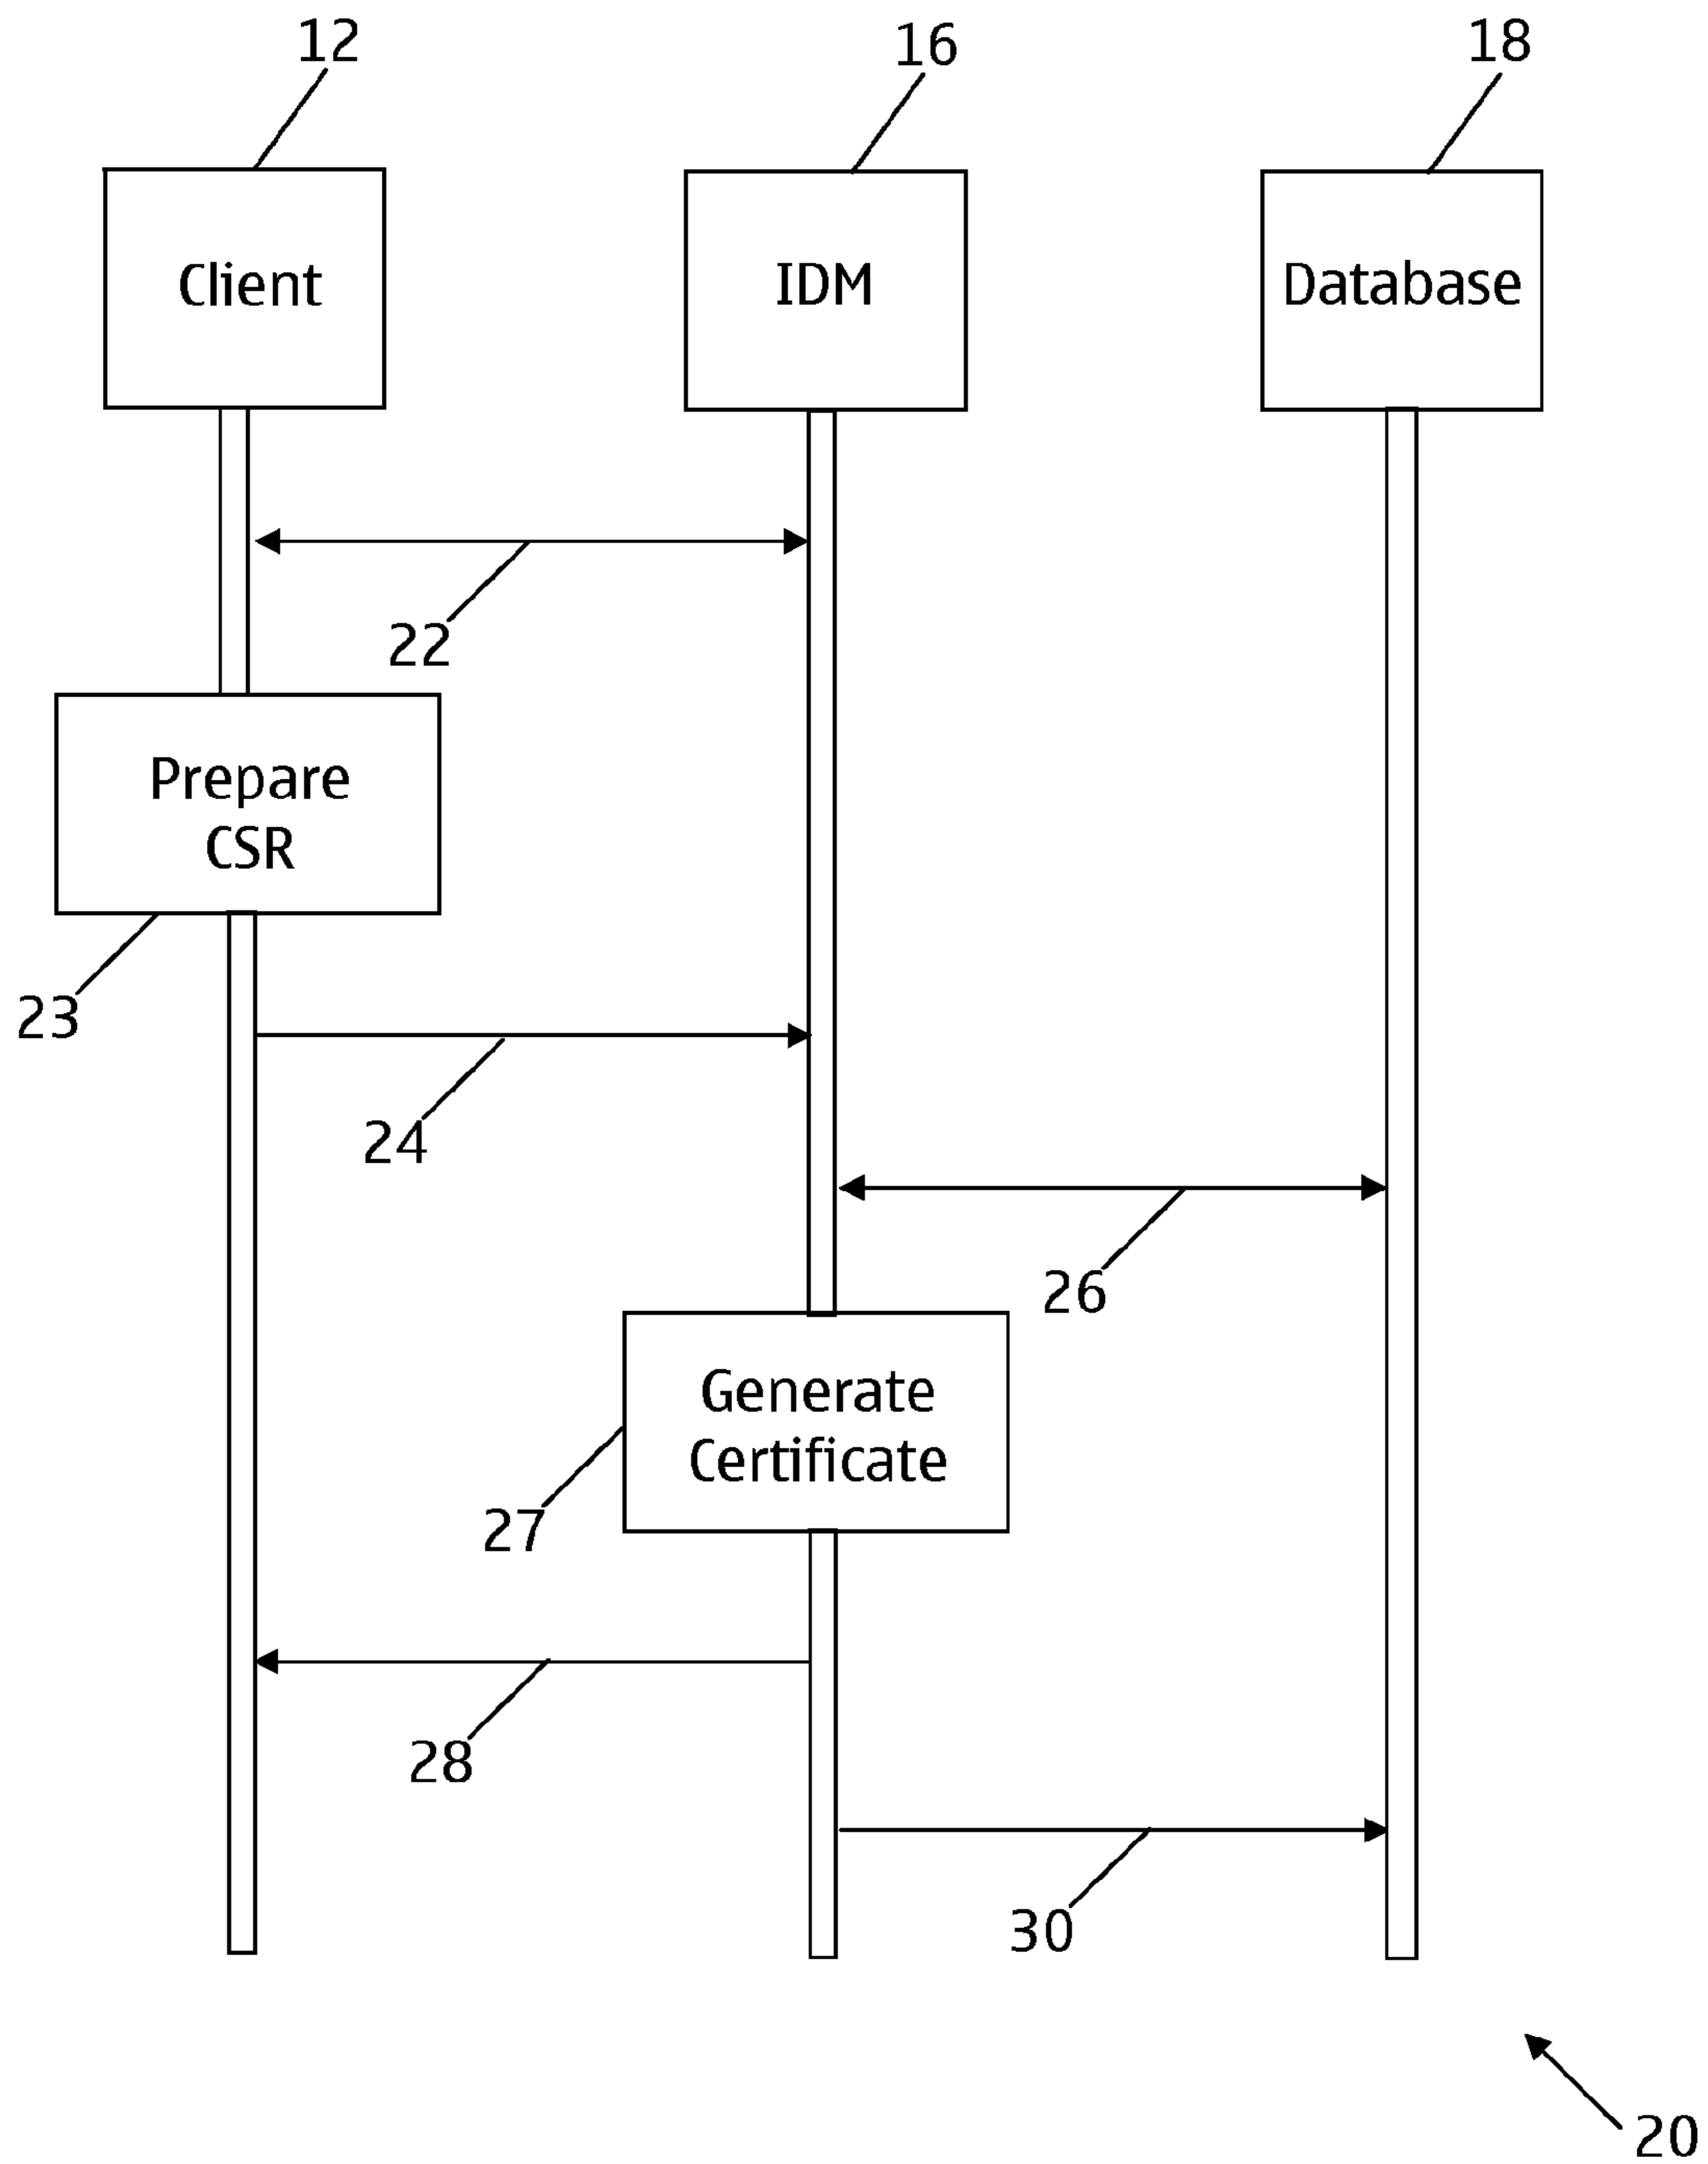 12
16
18
Client
IDM
Database
22
Prepare
CSR
23
24
26
Generate
Certificate
27
28
30
20